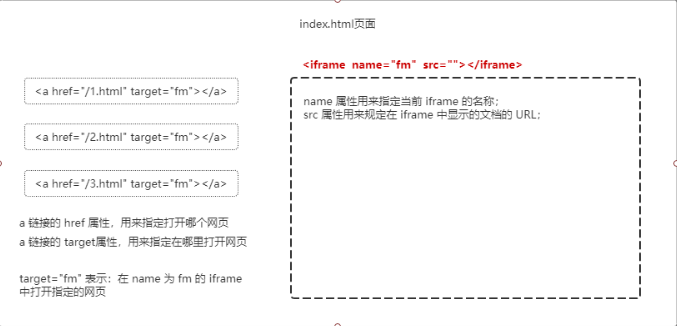 index.html页面
<iframe name="fm" src=""></iframe>
<a href="/1.html" target="fm"></a>
<a href="/2.html" target="fm"></a>
<a href="/3.html" target="fm"></a>
a 链接的 href 属性，用来指定打开哪个网页
a 链接的 target属性，用来指定在哪里打开网页
target="fm" 表示：在 name 为 fm 的 iframe
中打开指定的网页
name 属性用来指定当前 iframe 的名称；
src 属性用来规定在 iframe 中显示的文档的 URL；